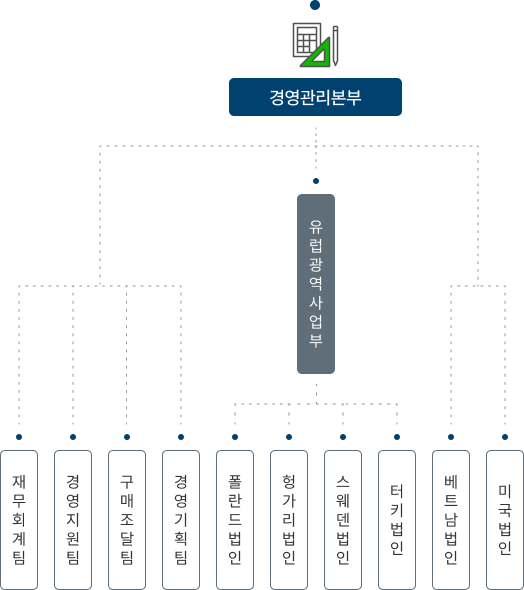 경영관리본부
유럽광역사업부
재무회계팀
경영지원팀
구매조달팀
경영기획팀
폴란드법인
헝가리법인
스웨덴법인
터키법인
베트남법인
미국법인